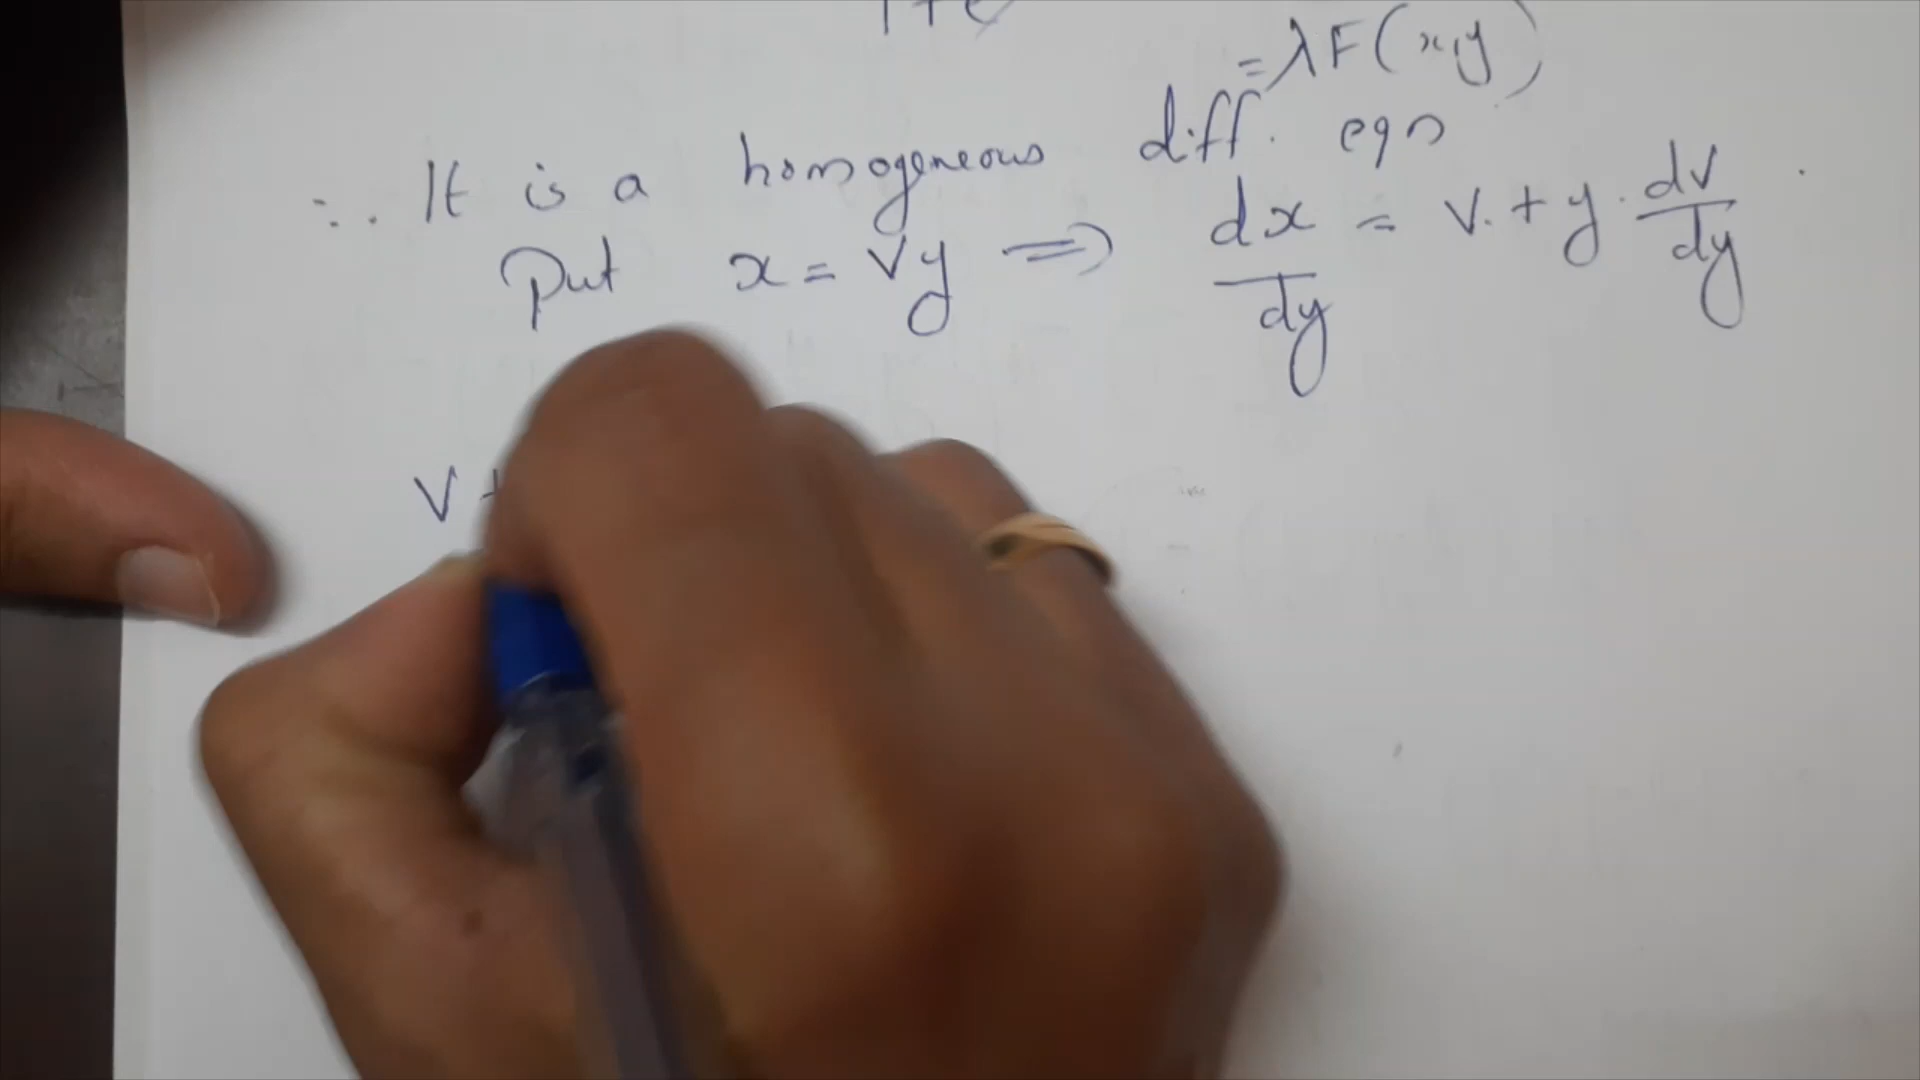 = λF(x,y)
∴ It is a homogeneous diff. eqn
Put x = vy ⇒ dx/dy = v. + y . dv/dy
v +